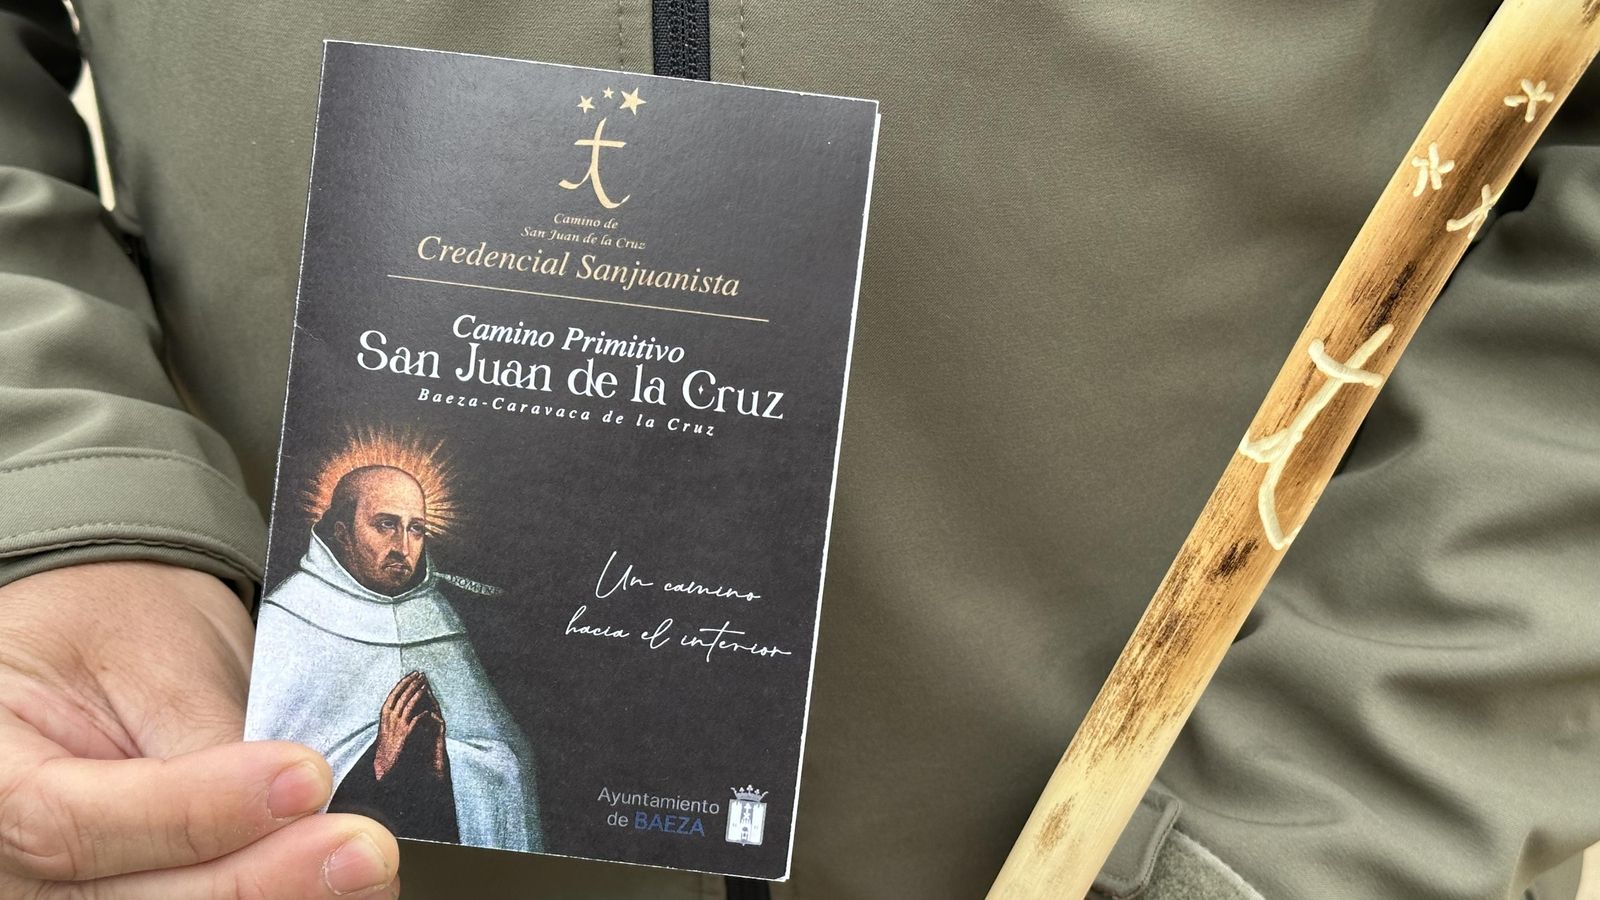 Camino de
San Juan de la Cruz
Credencial Sanjuanista
Camino Primitivo
San Juan de la Cruz
Baeza-Caravaca de la Cruz
Un camino
hacia el interior
Ayuntamiento
de BAEZA